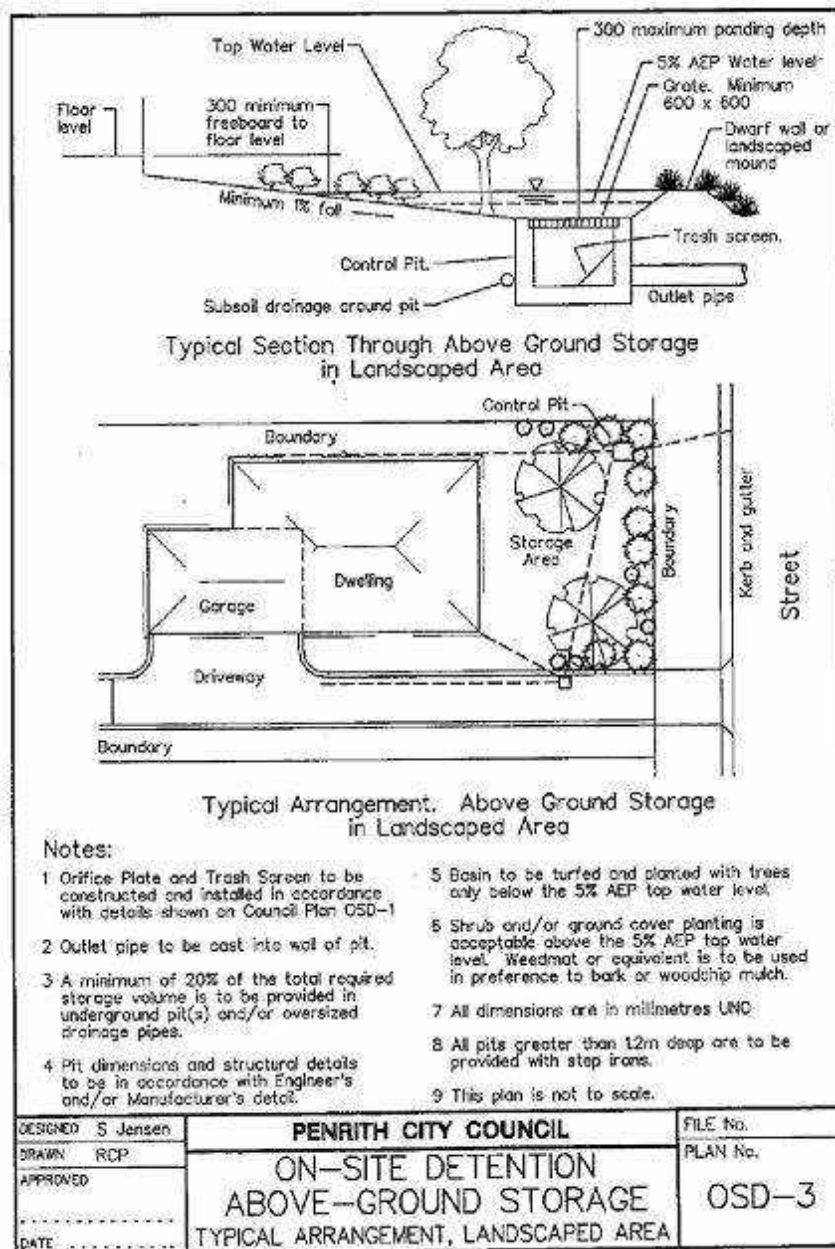 Top Water Level
300 maximum ponding depth
5% AEP Water level
Grate. Minimum
600 x 600
Floor
level
300 minimum
freeboard to
floor level
Dwarf wall or
landscaped
mound
Minimum 1% fall
Trash screen.
Control Pit.
Subsoil drainage around pit
Outlet pipe
Typical Section Through Above Ground Storage
in Landscaped Area
Control Pit
Boundary
Storage
Area
Boundary
Kerb and gutter
Street
Dwelling
Garage
Driveway
Boundary
Typical Arrangement. Above Ground Storage
in Landscaped Area
Notes:
1 Orifice Plate and Trash Screen to be
constructed and installed in accordance
with details shown on Council Plan OSD-1
2 Outlet pipe to be cast into wall of pit.
3 A minimum of 20% of the total required
storage volume is to be provided in
underground pit(s) and/or oversized
drainage pipes.
4 Pit dimensions and structural details
to be in accordance with Engineer's
and/or Manufacturer's detail.
5 Basin to be turfed and planted with trees
only below the 5% AEP top water level.
6 Shrub and/or ground cover planting is
acceptable above the 5% AEP top water
level. Weedmat or equivalent is to be used
in preference to bark or woodchip mulch.
7 All dimensions are in millimetres UNO
8 All pits greater than 1.2m deep are to be
provided with step irons.
9 This plan is not to scale.
DESIGNED S Jensen
DRAWN RCP
APPROVED
DATE
PENRITH CITY COUNCIL
ON-SITE DETENTION
ABOVE-GROUND STORAGE
TYPICAL ARRANGEMENT, LANDSCAPED AREA
FILE No.
PLAN No.
OSD-3